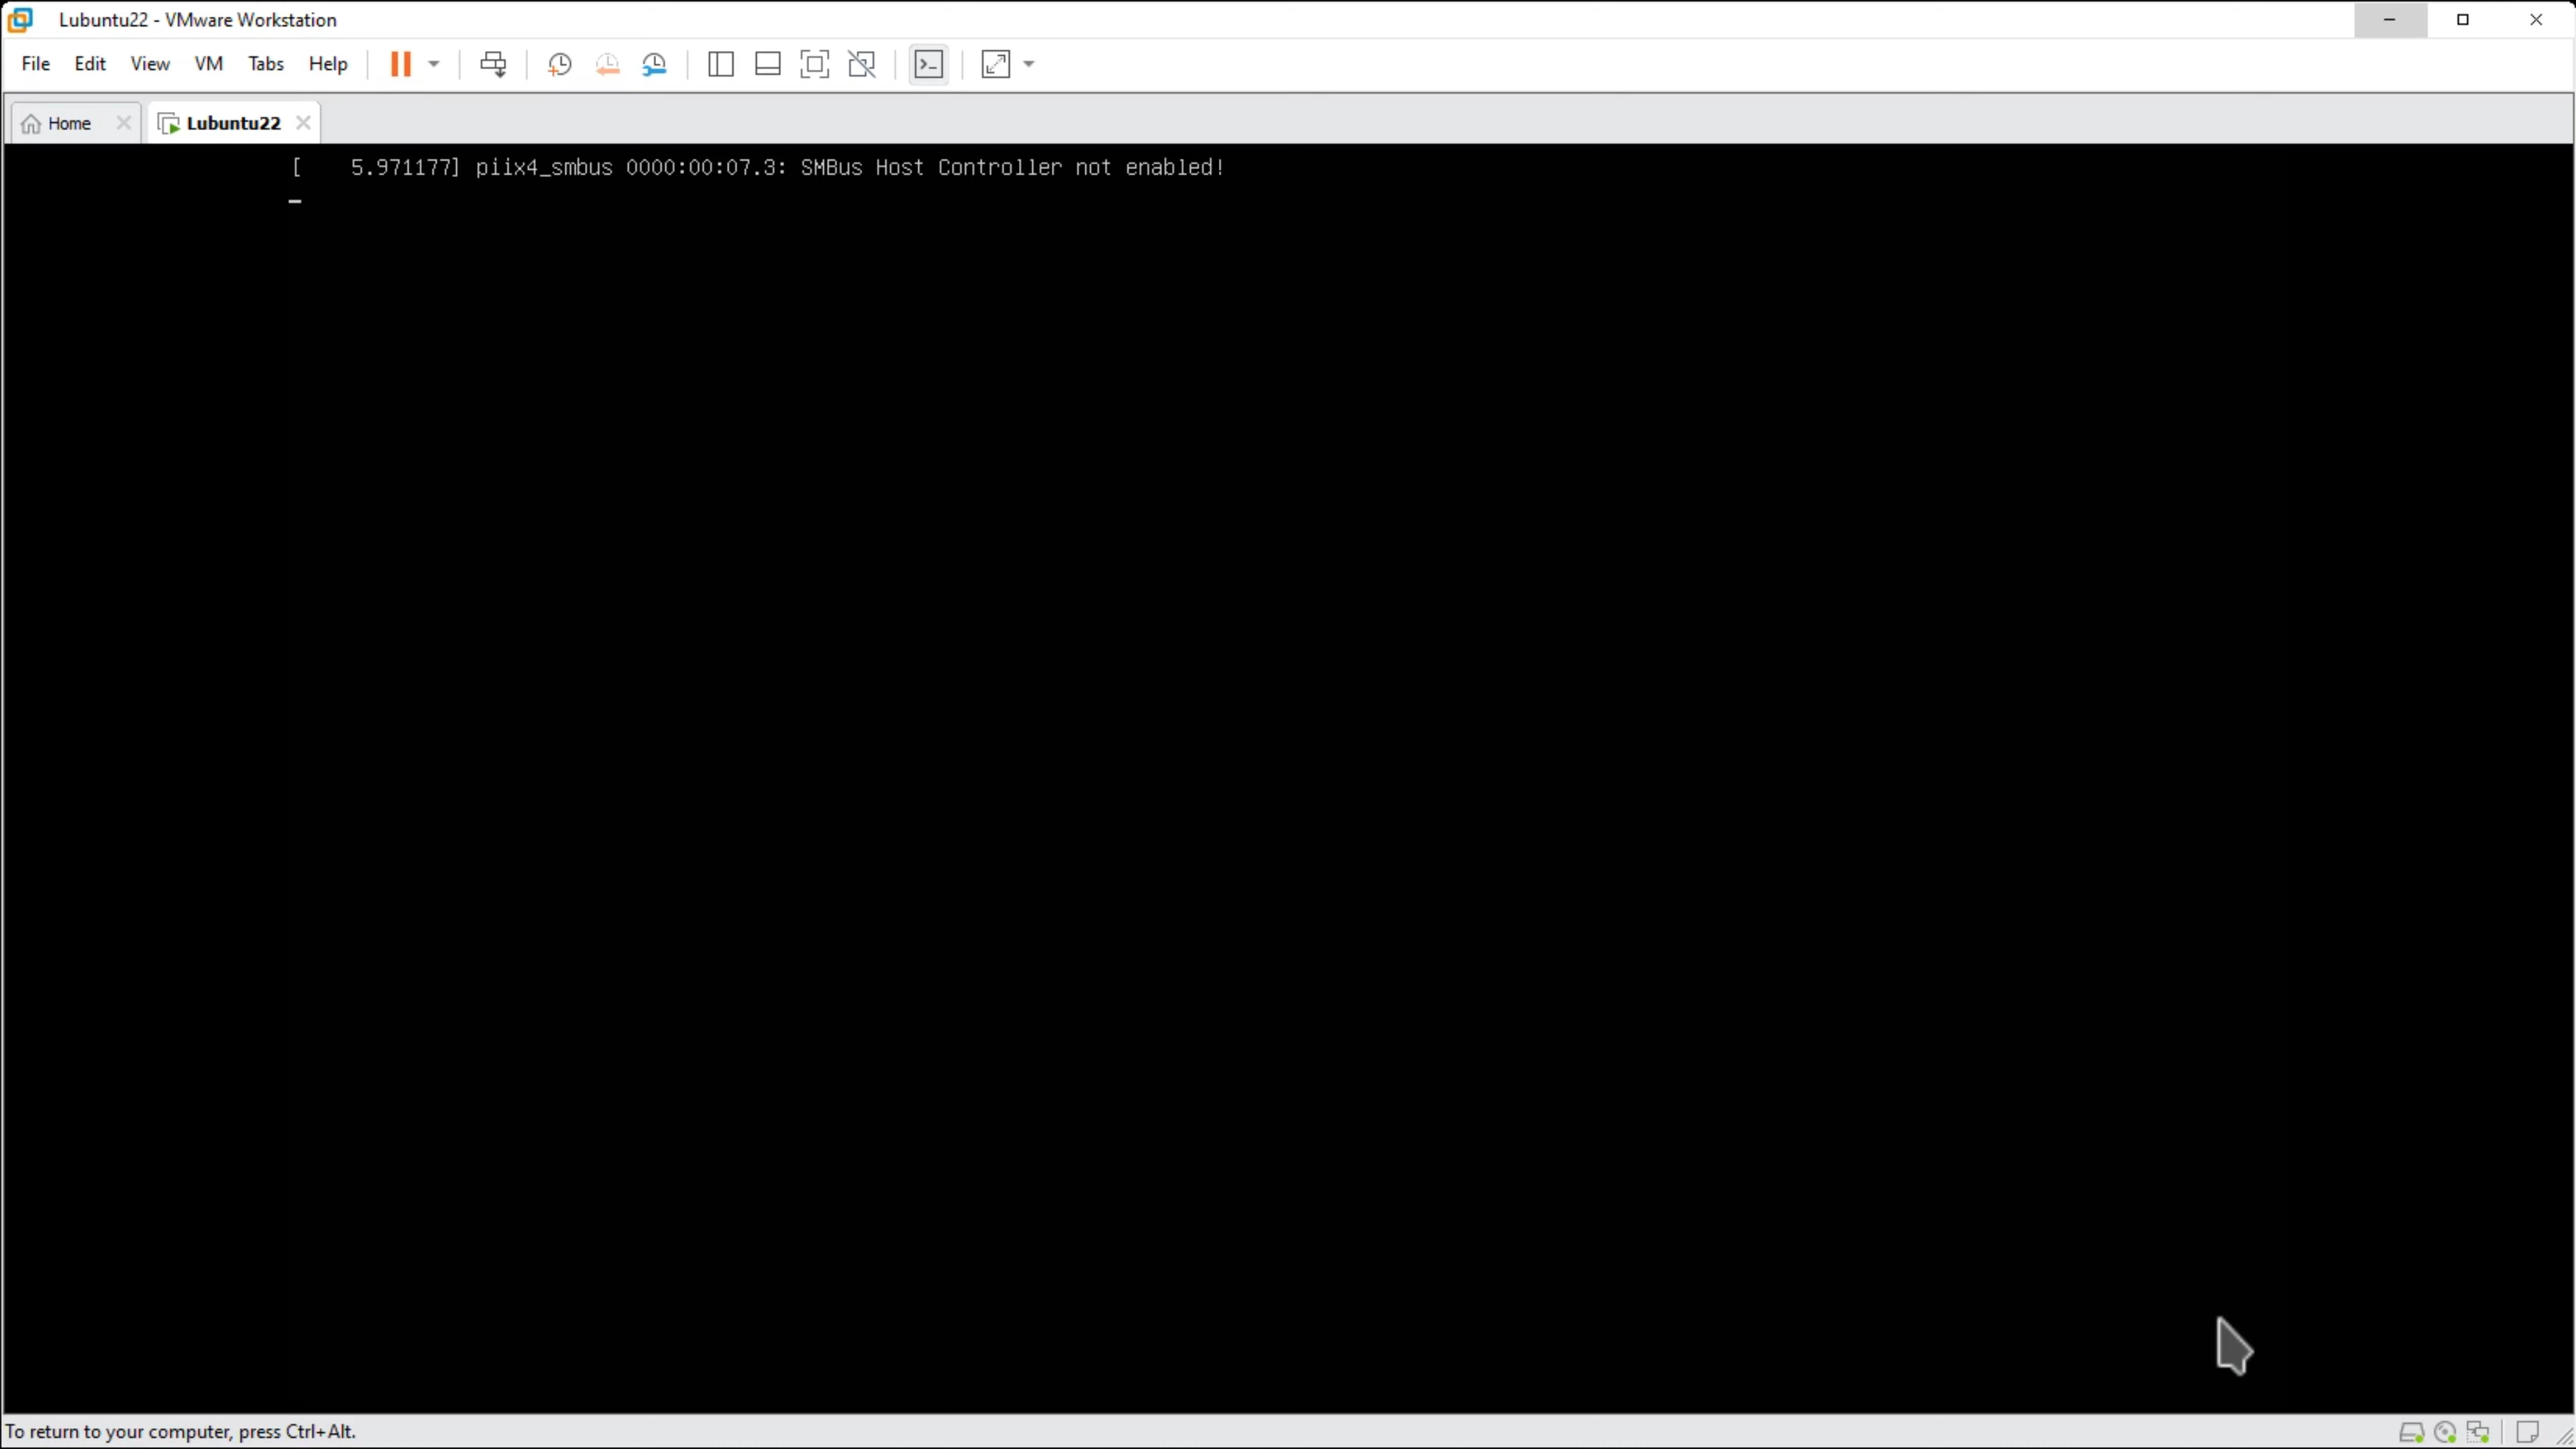 Lubuntu22 - VMware Workstation
File Edit View VM Tabs Help
Home Lubuntu22
[    5.971177] piix4_smbus 0000:00:07.3: SMBus Host Controller not enabled!
To return to your computer, press Ctrl+Alt.